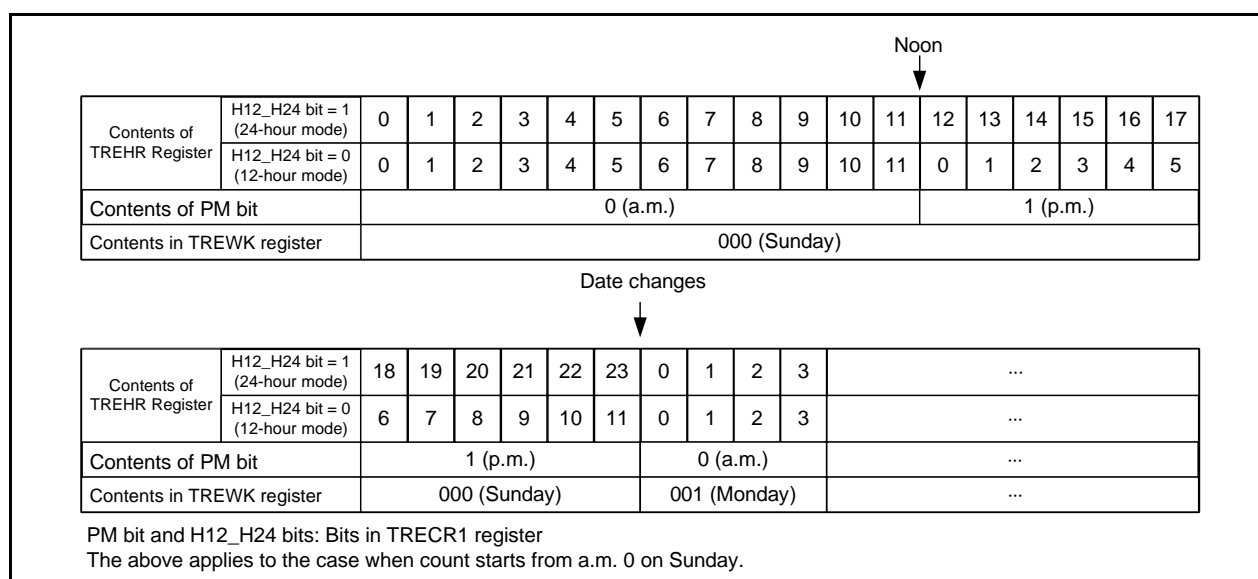 Noon
Contents of TREHR Register
H12_H24 bit = 1 (24-hour mode) 0 1 2 3 4 5 6 7 8 9 10 11 12 13 14 15 16 17
H12_H24 bit = 0 (12-hour mode) 0 1 2 3 4 5 6 7 8 9 10 11 0 1 2 3 4 5
Contents of PM bit 0 (a.m.) 1 (p.m.)
Contents in TREWK register 000 (Sunday)
Date changes
Contents of TREHR Register
H12_H24 bit = 1 (24-hour mode) 18 19 20 21 22 23 0 1 2 3 ...
H12_H24 bit = 0 (12-hour mode) 6 7 8 9 10 11 0 1 2 3 ...
Contents of PM bit 1 (p.m.) 0 (a.m.) ...
Contents in TREWK register 000 (Sunday) 001 (Monday) ...
PM bit and H12_H24 bits: Bits in TRECR1 register
The above applies to the case when count starts from a.m. 0 on Sunday.